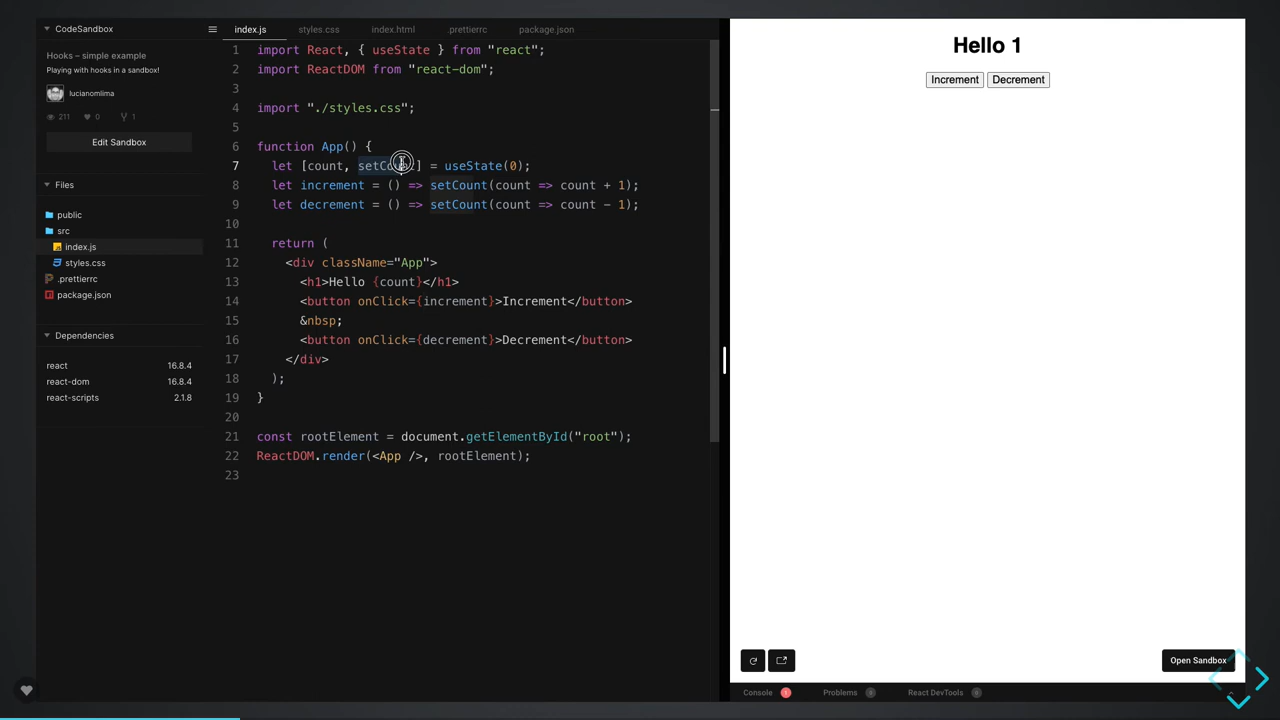 CodeSandbox
Hooks – simple example
Playing with hooks in a sandbox!
lucianomlima
211 0 1
Edit Sandbox
Files
public
src
index.js
styles.css
.prettierrc
package.json
Dependencies
react 16.8.4
react-dom 16.8.4
react-scripts 2.1.8
index.js styles.css index.html .prettierrc package.json
1 import React, { useState } from "react";
2 import ReactDOM from "react-dom";
3
4 import "./styles.css";
5
6 function App() {
7 let [count, setCount] = useState(0);
8 let increment = () => setCount(count => count + 1);
9 let decrement = () => setCount(count => count - 1);
10
11 return (
12 <div className="App">
13 <h1>Hello {count}</h1>
14 <button onClick={increment}>Increment</button>
15 &nbsp;
16 <button onClick={decrement}>Decrement</button>
17 </div>
18 );
19 }
20
21 const rootElement = document.getElementById("root");
22 ReactDOM.render(<App />, rootElement);
23
Hello 1
Increment Decrement
Open Sandbox
Console 1 Problems 0 React DevTools 0